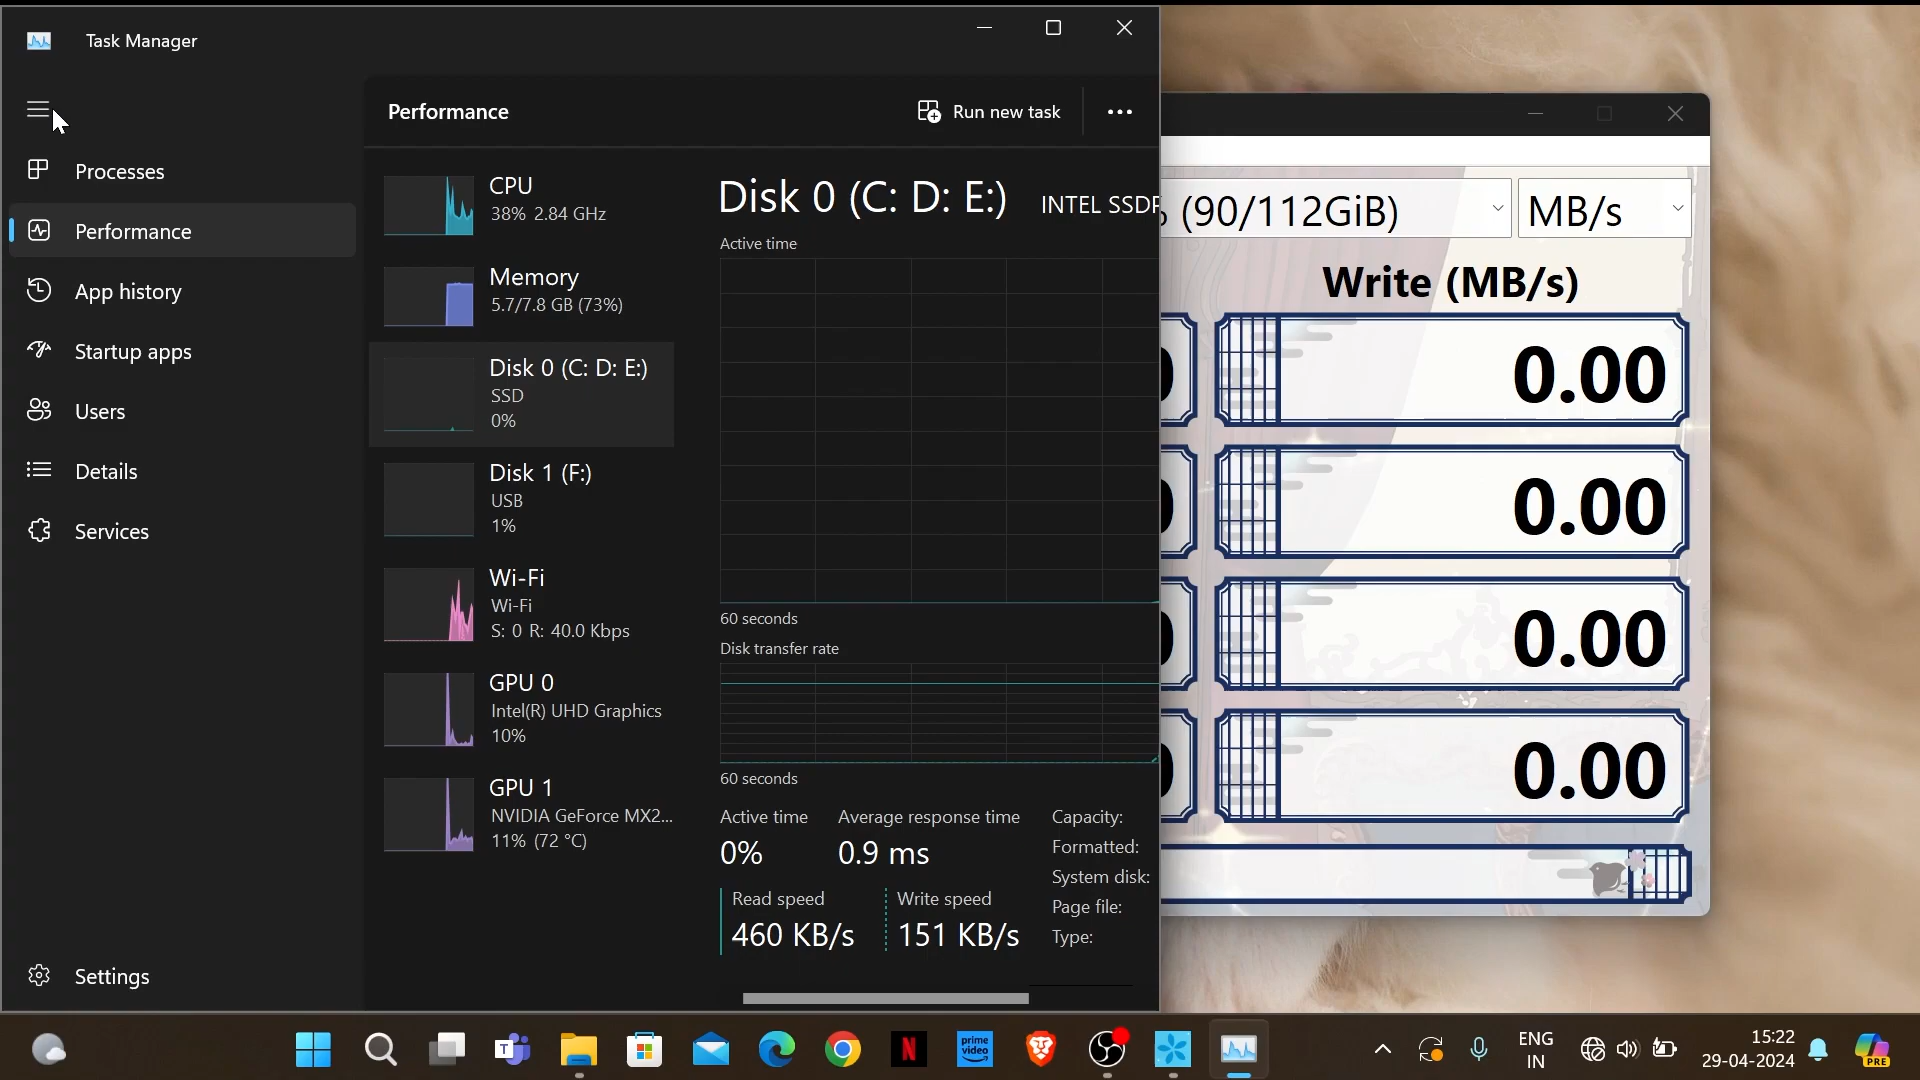 Task Manager
Performance
Run new task
Processes
Performance
App history
Startup apps
Users
Details
Services
Settings
CPU
38% 2.84 GHz
Memory
5.7/7.8 GB (73%)
Disk 0 (C: D: E:)
SSD
0%
Disk 1 (F:)
USB
1%
Wi-Fi
Wi-Fi
S: 0 R: 40.0 Kbps
GPU 0
Intel(R) UHD Graphics
10%
GPU 1
NVIDIA GeForce MX2...
11% (72 °C)
Disk 0 (C: D: E:) INTEL SSDP
Active time
60 seconds
Disk transfer rate
60 seconds
Active time
0%
Average response time
0.9 ms
Read speed
460 KB/s
Write speed
151 KB/s
Capacity:
Formatted:
System disk:
Page file:
Type:
(90/112GiB) MB/s
Write (MB/s)
0.00
0.00
0.00
0.00
T
N
prime video
ENG
IN
15:22
29-04-2024
PRE